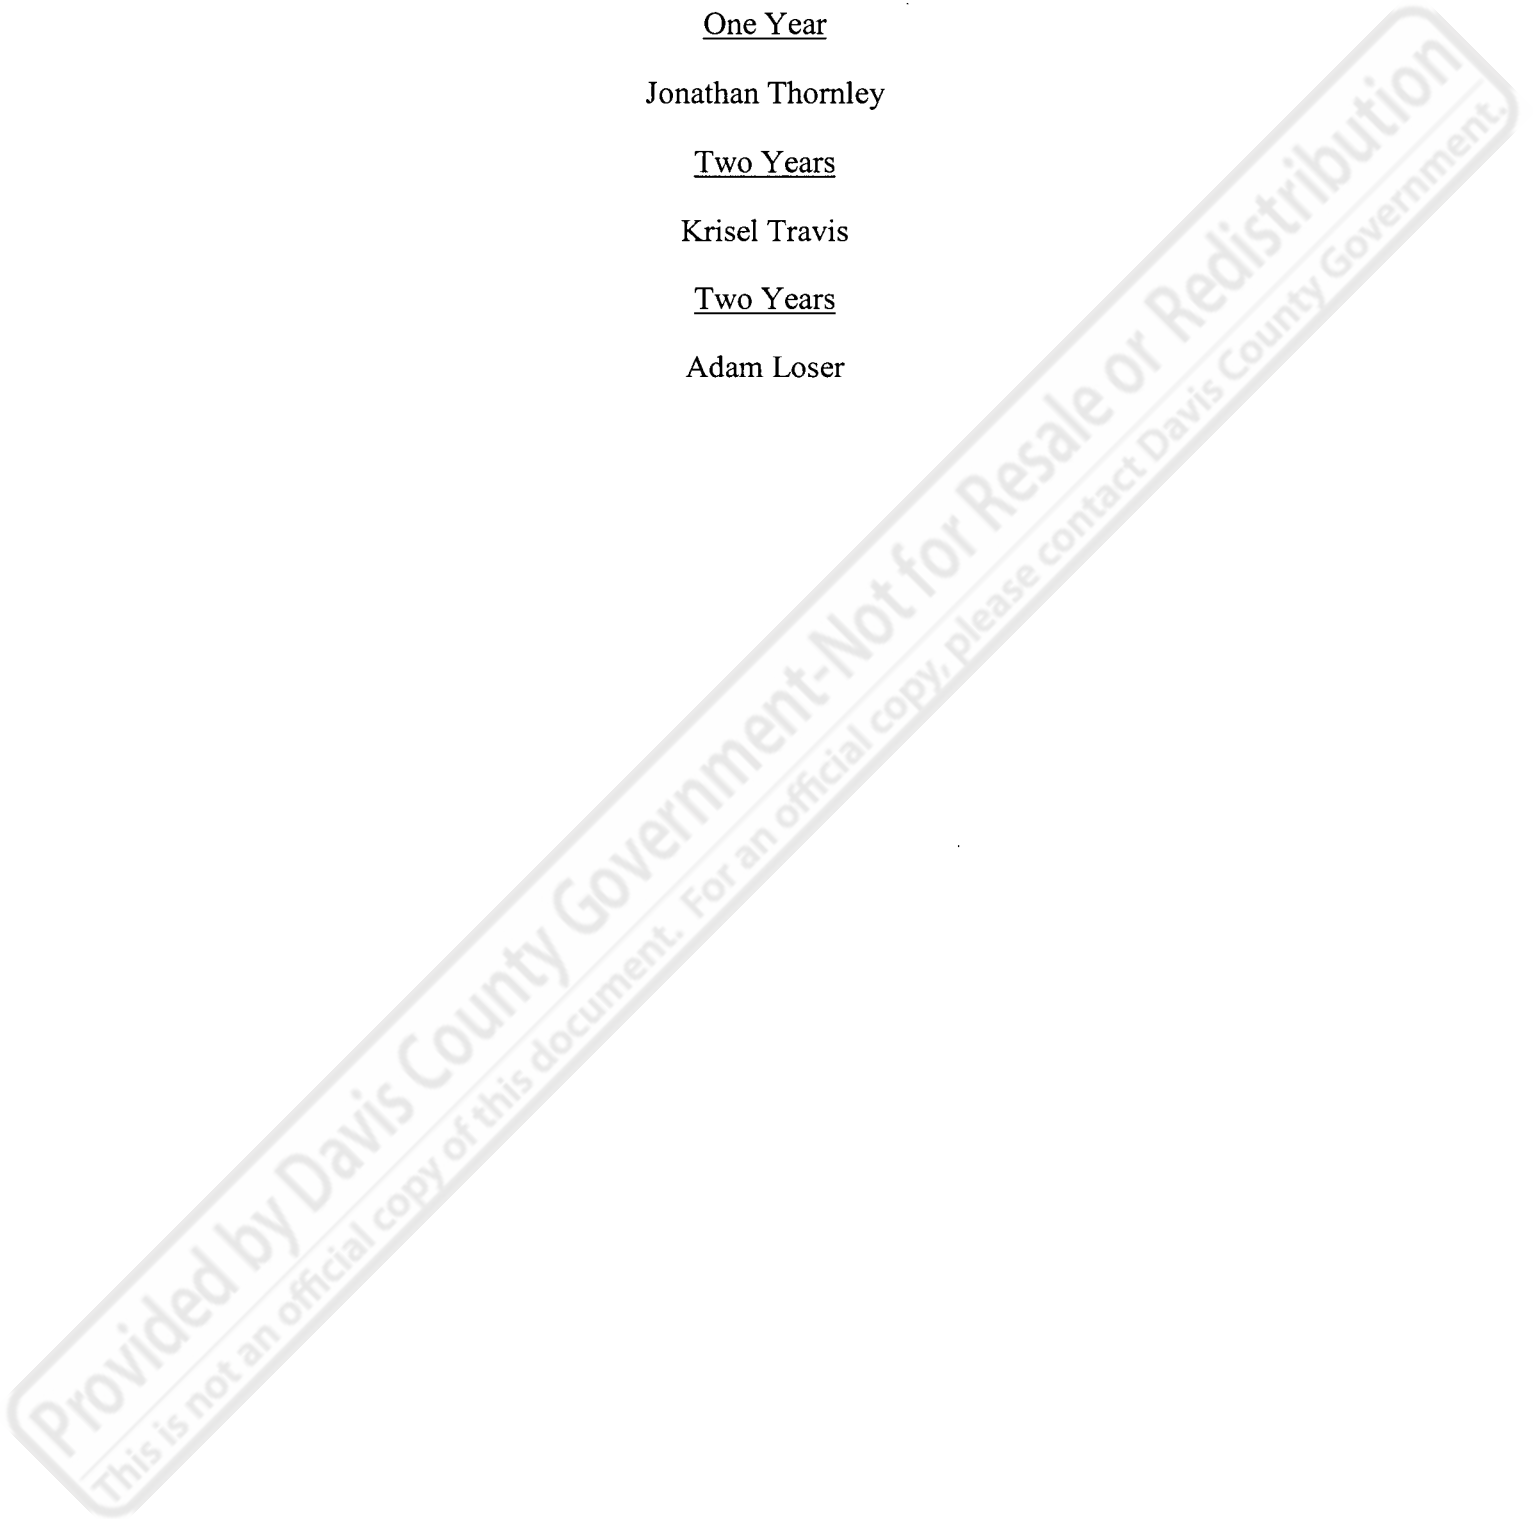 One Year
Jonathan Thornley
Two Years
Krisel Travis
Two Years
Adam Loser
Provided by Davis County Government-Not for Resale or Redistribution
This is not an official copy of this document. For an official copy, please contact Davis County Government.